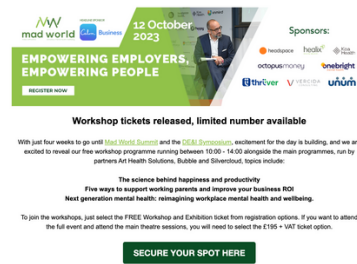 mad world
12 October
2023
Sponsors:
headspace
healix
octopusmoney
onebright
thriver
VERCIDA
unum
Business
EMPOWERING EMPLOYERS,
EMPOWERING PEOPLE
REGISTER NOW
Workshop tickets released, limited number available
With just four weeks to go until Mad World Summit and the DE&I Symposium, excitement for the day is building, and we ar
excited to reveal our free workshop programme running between 10:00 - 14:00 alongside the main programmes, run by
partners Art Health Solutions, Bubble and Silvercloud, topics include:
The science behind happiness and productivity
Five ways to support working parents and improve your business ROI
Next generation mental health: reimagining workplace mental health and wellbeing.
To join the workshops, just select the FREE Workshop and Exhibition ticket from registration options. If you want to attend
the full event and attend the main theatre sessions, you will need to select the £195 + VAT ticket option.
SECURE YOUR SPOT HERE